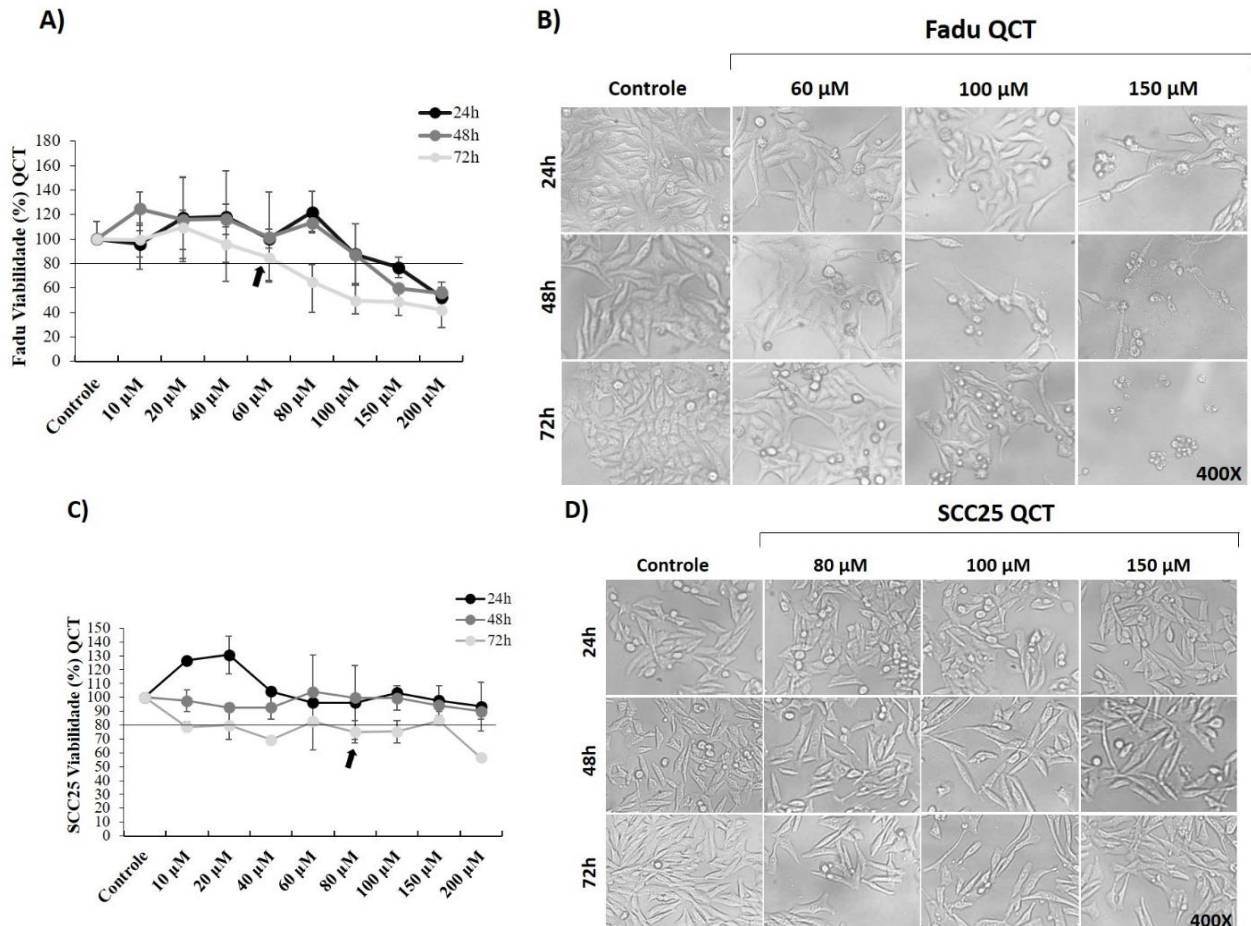 A)
24h
48h
72h
Fadu Viabilidade (%) QCT
180
160
140
120
100
80
60
40
20
0
Controle
10 µM
20 µM
40 µM
60 µM
80 µM
100 µM
150 µM
200 µM
B)
Fadu QCT
Controle
60 µM
100 µM
150 µM
24h
48h
72h
400X
C)
24h
48h
72h
SCC25 Viabilidade (%) QCT
150
140
130
120
110
100
90
80
70
60
50
40
30
20
10
0
Controle
10 µM
20 µM
40 µM
60 µM
80 µM
100 µM
150 µM
200 µM
D)
SCC25 QCT
Controle
80 µM
100 µM
150 µM
24h
48h
72h
400X